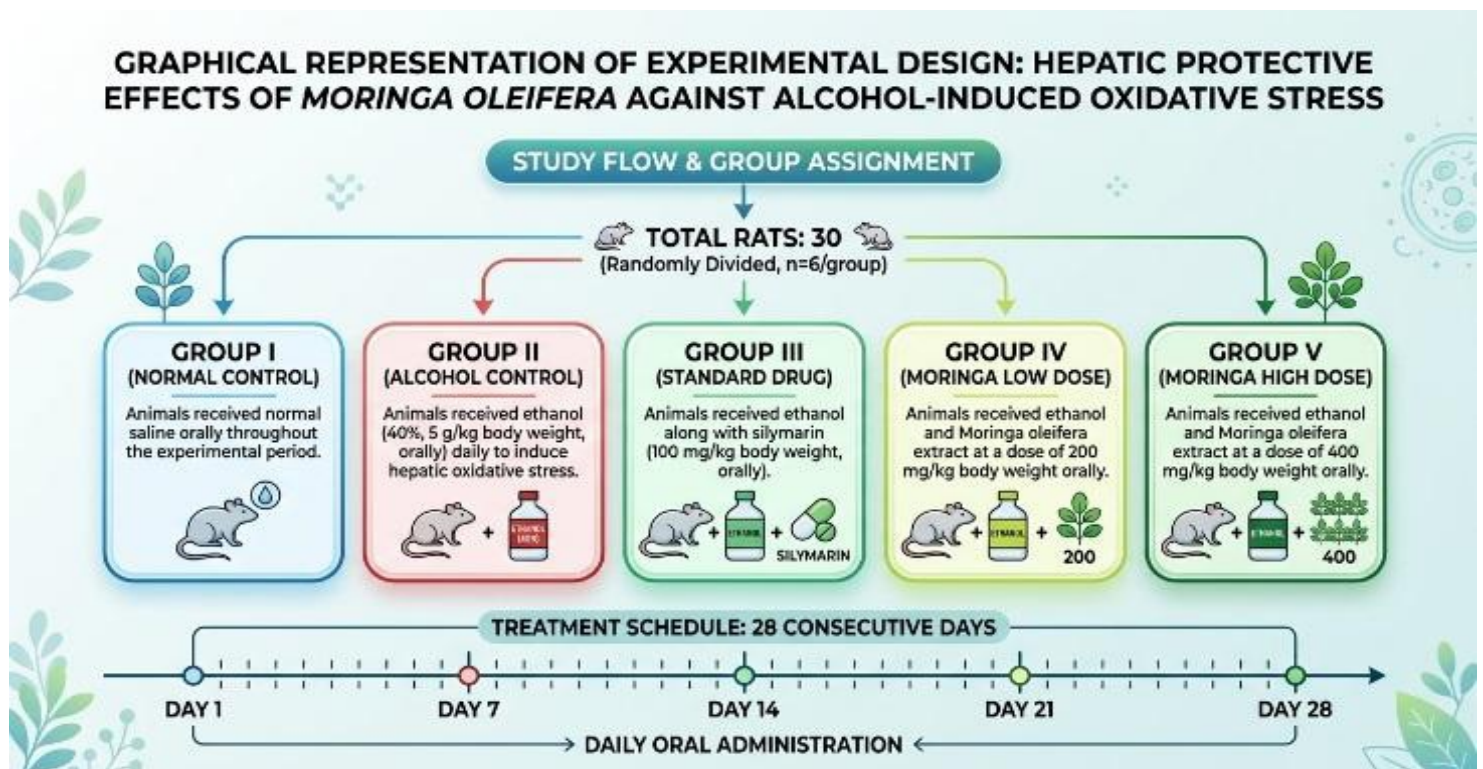 GRAPHICAL REPRESENTATION OF EXPERIMENTAL DESIGN: HEPATIC PROTECTIVE
EFFECTS OF MORINGA OLEIFERA AGAINST ALCOHOL-INDUCED OXIDATIVE STRESS
STUDY FLOW & GROUP ASSIGNMENT
TOTAL RATS: 30
(Randomly Divided, n=6/group)
GROUP I
(NORMAL CONTROL)
Animals received normal
saline orally throughout
the experimental period.
GROUP II
(ALCOHOL CONTROL)
Animals received ethanol
(40%, 5 g/kg body weight,
orally) daily to induce
hepatic oxidative stress.
+
ETHANOL
(40%)
GROUP III
(STANDARD DRUG)
Animals received ethanol
along with silymarin
(100 mg/kg body weight,
orally).
+ ETHANOL +
SILYMARIN
GROUP IV
(MORINGA LOW DOSE)
Animals received ethanol
and Moringa oleifera
extract at a dose of 200
mg/kg body weight orally.
+ ETHANOL +
200
GROUP V
(MORINGA HIGH DOSE)
Animals received ethanol
and Moringa oleifera
extract at a dose of 400
mg/kg body weight orally.
+ ETHANOL +
400
TREATMENT SCHEDULE: 28 CONSECUTIVE DAYS
DAY 1 DAY 7 DAY 14 DAY 21 DAY 28
DAILY ORAL ADMINISTRATION